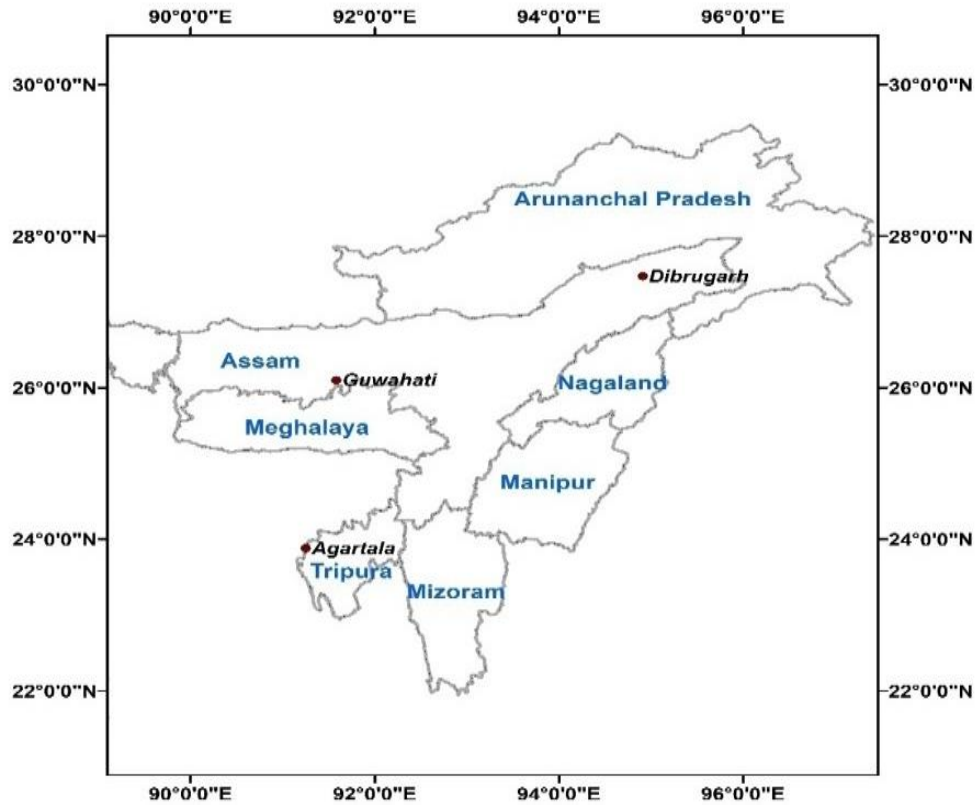 90°0'0"E 92°0'0"E 94°0'0"E 96°0'0"E
30°0'0"N 30°0'0"N
Arunanchal Pradesh
28°0'0"N 28°0'0"N
Dibrugarh
Assam
Guwahati
26°0'0"N 26°0'0"N
Nagaland
Meghalaya
Manipur
24°0'0"N 24°0'0"N
Agartala
Tripura
Mizoram
22°0'0"N 22°0'0"N
90°0'0"E 92°0'0"E 94°0'0"E 96°0'0"E